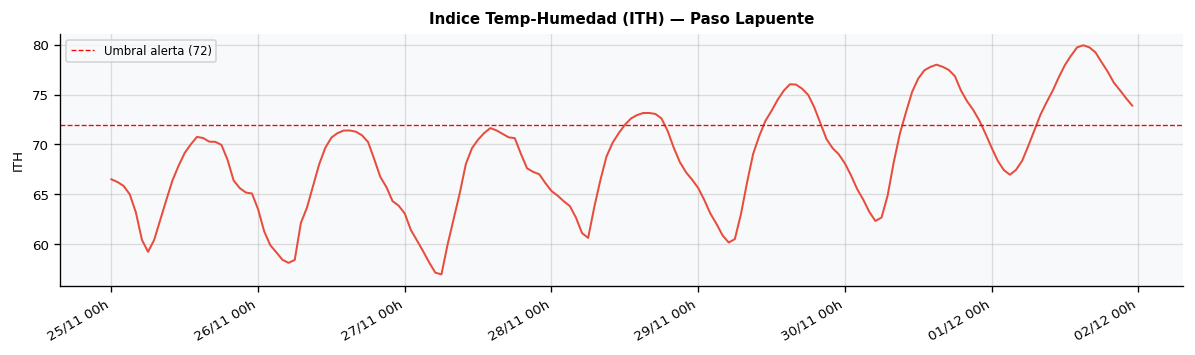 Indice Temp-Humedad (ITH) — Paso Lapuente
Umbral alerta (72)
ITH
80
75
70
65
60
25/11 00h
26/11 00h
27/11 00h
28/11 00h
29/11 00h
30/11 00h
01/12 00h
02/12 00h